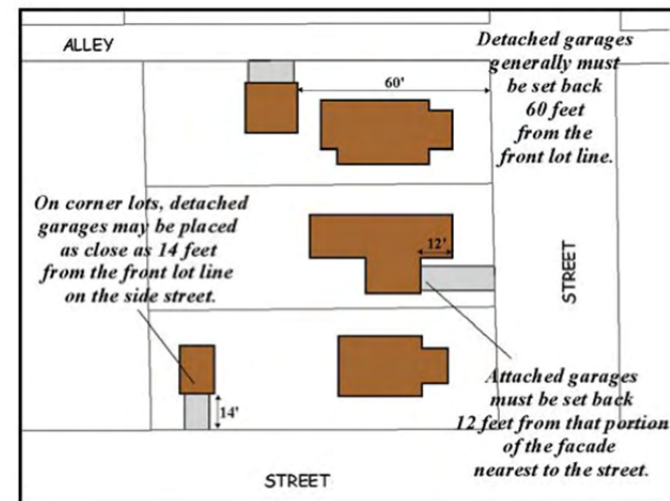 ALLEY
Detached garages
generally must
be set back
60 feet
from the
front lot line.
60'
On corner lots, detached
garages may be placed
as close as 14 feet
from the front lot line
on the side street.
12'
STREET
14'
Attached garages
must be set back
12 feet from that portion
of the facade
nearest to the street.
STREET